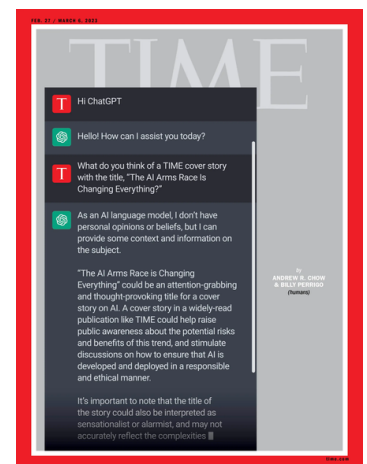 FEB. 27 / MARCH 6, 2023
TIME
T
Hi ChatGPT
Hello! How can I assist you today?
T
What do you think of a TIME cover story
with the title, "The AI Arms Race Is
Changing Everything?"
As an AI language model, I don't have
personal opinions or beliefs, but I can
provide some context and information on
the subject.
"The AI Arms Race is Changing
Everything" could be an attention-grabbing
and thought-provoking title for a cover
story on AI. A cover story in a widely-read
publication like TIME could help raise
public awareness about the potential risks
and benefits of this trend, and stimulate
discussions on how to ensure that AI is
developed and deployed in a responsible
and ethical manner.
It's important to note that the title of
the story could also be interpreted as
sensationalist or alarmist, and may not
accurately reflect the complexities
by
ANDREW R. CHOW
& BILLY PERRIGO
(humans)
time.com